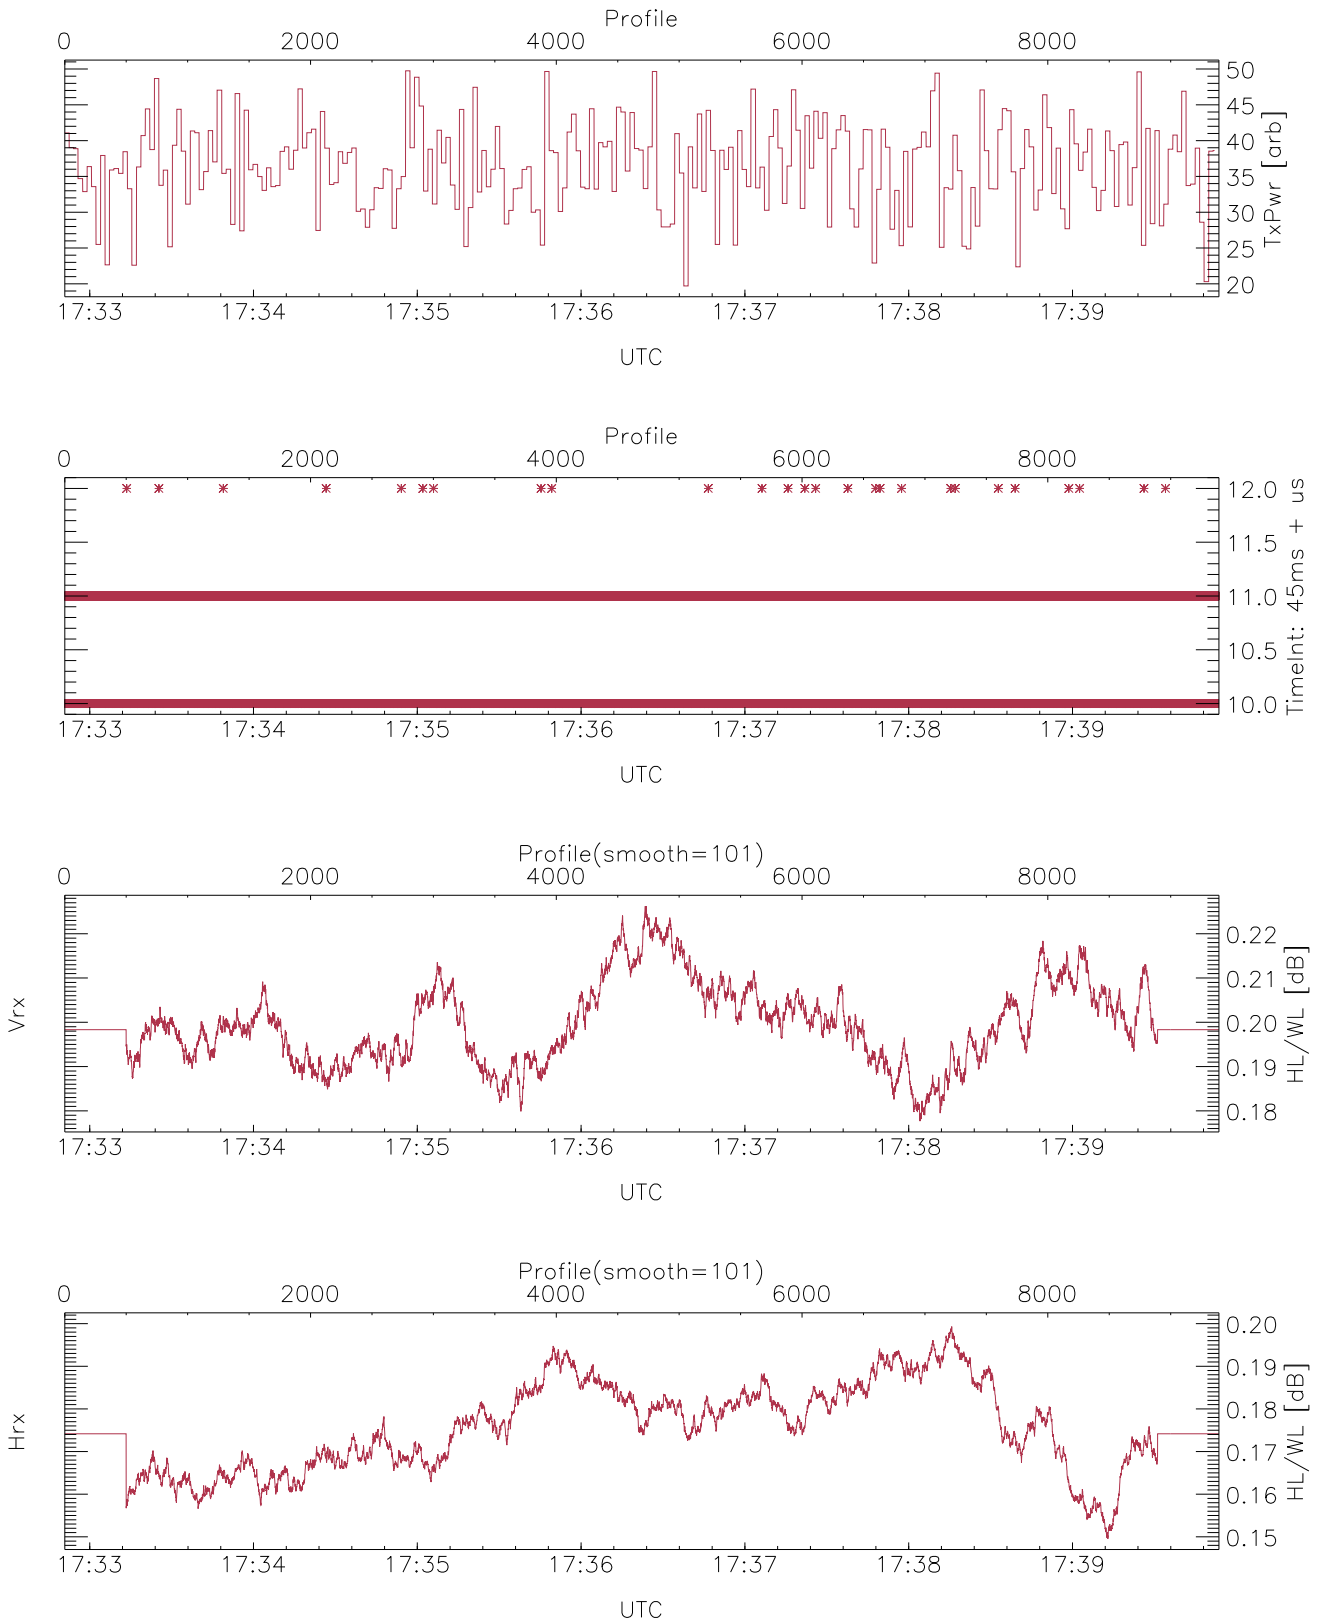 Profile
0 2000 4000 6000 8000
50
45
40
35
30
25
20
TxPwr [arb]
17:33 17:34 17:35 17:36 17:37 17:38 17:39
UTC
Profile
0 2000 4000 6000 8000
12.0
11.5
11.0
10.5
10.0
TimeInt: 45ms + us
17:33 17:34 17:35 17:36 17:37 17:38 17:39
UTC
Profile(smooth=101)
0 2000 4000 6000 8000
Vrx
0.22
0.21
0.20
0.19
0.18
HL/WL [dB]
17:33 17:34 17:35 17:36 17:37 17:38 17:39
UTC
Profile(smooth=101)
0 2000 4000 6000 8000
Hrx
0.20
0.19
0.18
0.17
0.16
0.15
HL/WL [dB]
17:33 17:34 17:35 17:36 17:37 17:38 17:39
UTC